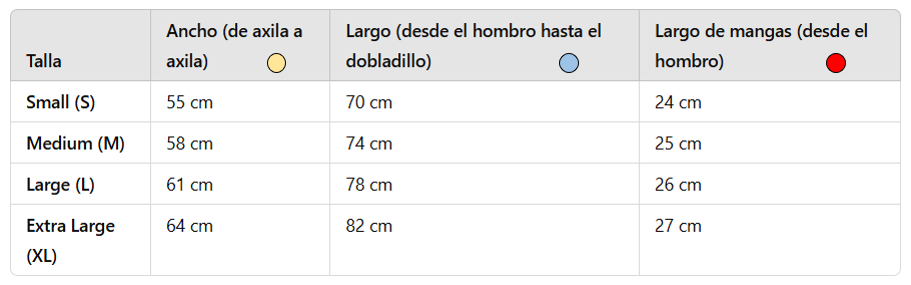 Talla
Ancho (de axila a
axila)
Largo (desde el hombro hasta el
dobladillo)
Largo de mangas (desde el
hombro)
Small (S)
55 cm
70 cm
24 cm
Medium (M)
58 cm
74 cm
25 cm
Large (L)
61 cm
78 cm
26 cm
Extra Large
(XL)
64 cm
82 cm
27 cm